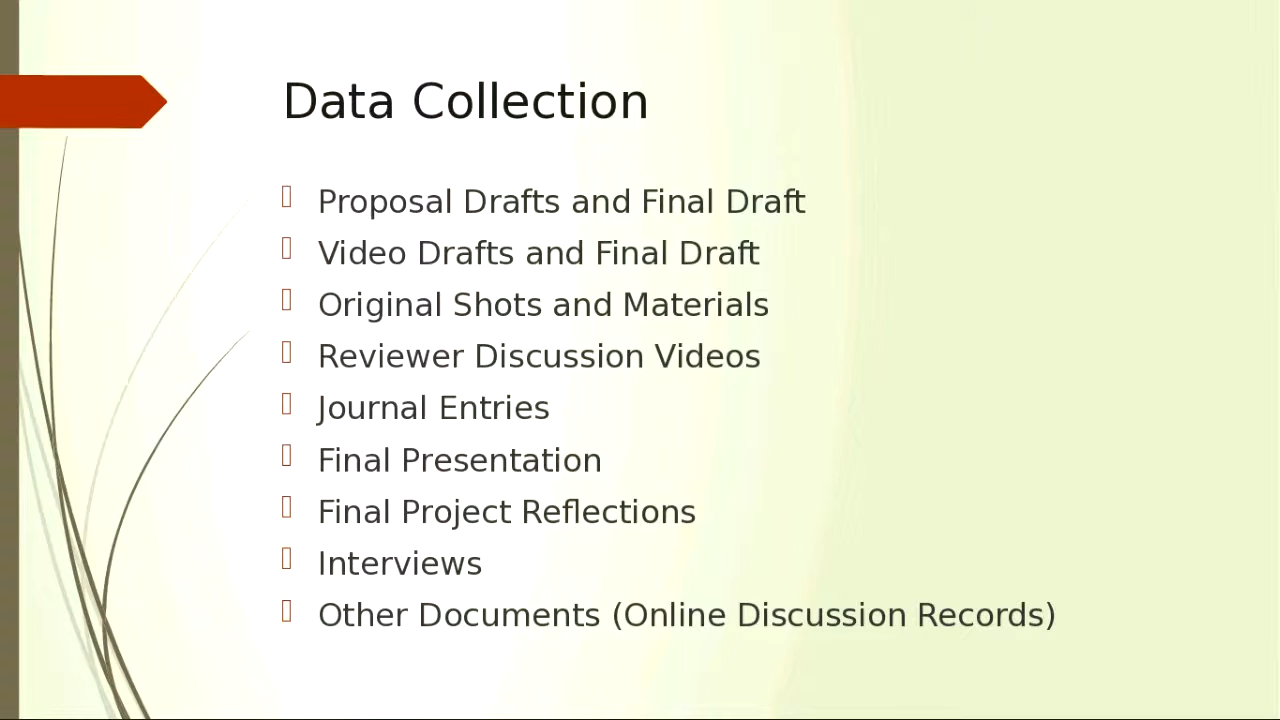 Data Collection
Proposal Drafts and Final Draft
Video Drafts and Final Draft
Original Shots and Materials
Reviewer Discussion Videos
Journal Entries
Final Presentation
Final Project Reflections
Interviews
Other Documents (Online Discussion Records)